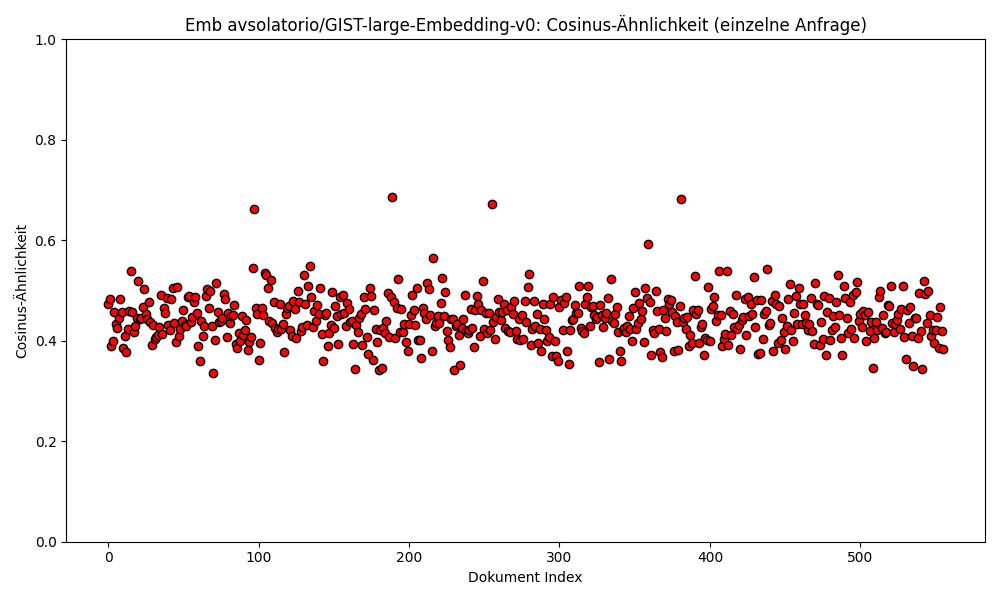 Emb avsolatorio/GIST-large-Embedding-v0: Cosinus-Ähnlichkeit (einzelne Anfrage)
1.0
0.8
0.6
0.4
0.2
0.0
Cosinus-Ähnlichkeit
0 100 200 300 400 500
Dokument Index